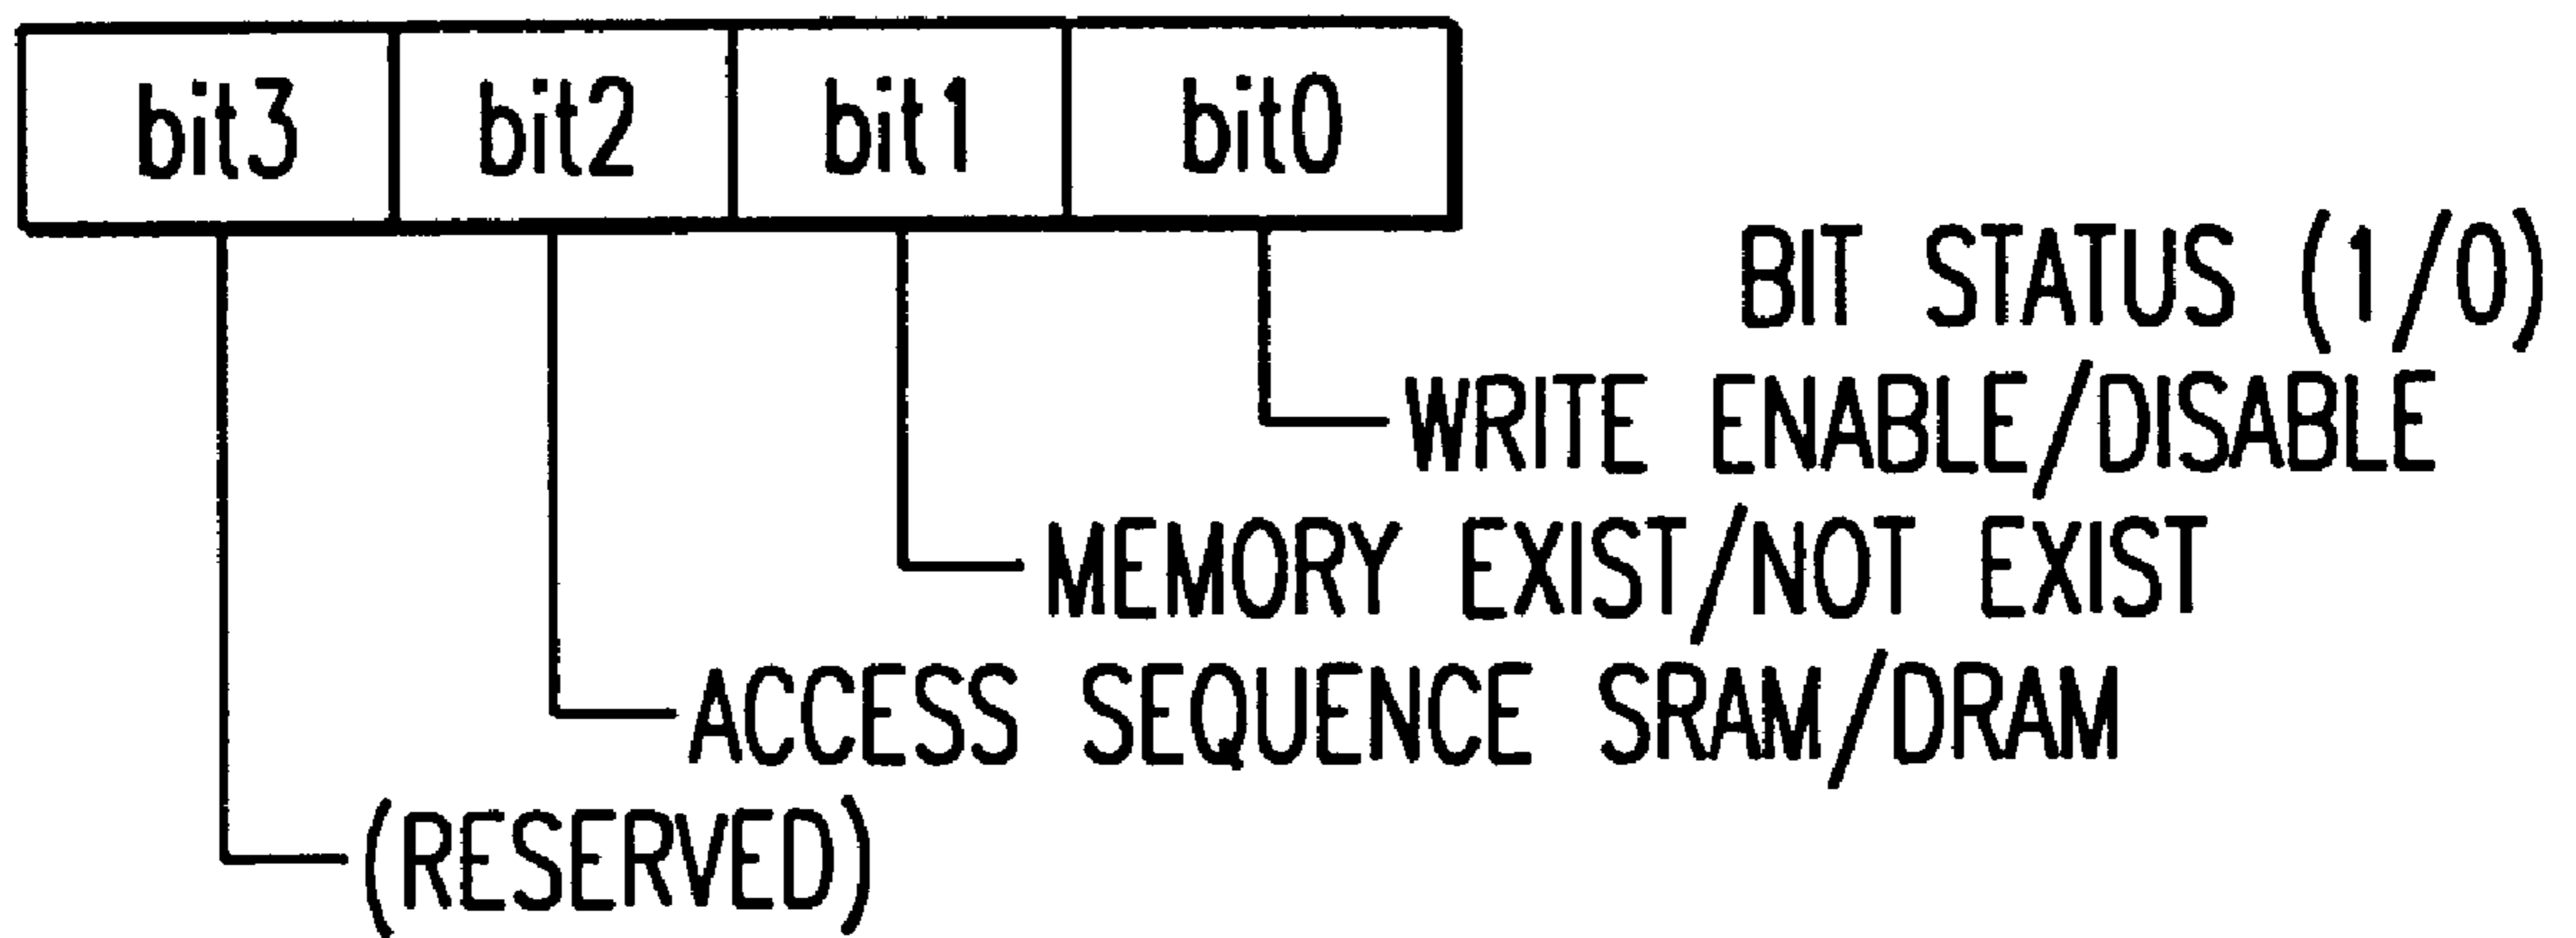 bit3 bit2 bit1 bit0
BIT STATUS (1/0)
WRITE ENABLE/DISABLE
MEMORY EXIST/NOT EXIST
ACCESS SEQUENCE SRAM/DRAM
(RESERVED)